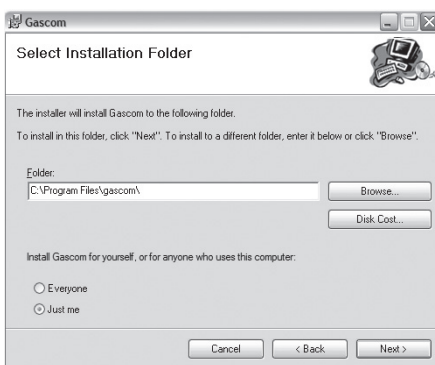 Gascom
Select Installation Folder
The installer will install Gascom to the following folder.
To install in this folder, click "Next". To install to a different folder, enter it below or click "Browse".
Folder:
C:\Program Files\gascom\
Browse...
Disk Cost...
Install Gascom for yourself, or for anyone who uses this computer:
Everyone
Just me
Cancel
< Back
Next >